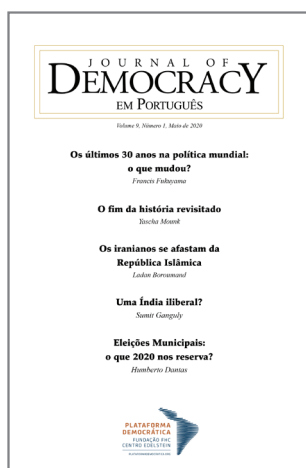 JOURNAL OF
DEMOCRACY
EM PORTUGUÊS
Volume 9, Número 1, Maio de 2020
Os últimos 30 anos na política mundial:
o que mudou?
Francis Fukuyama
O fim da história revisitado
Yascha Mounk
Os iranianos se afastam da
República Islâmica
Ladan Boroumand
Uma Índia iliberal?
Sumit Ganguly
Eleições Municipais:
o que 2020 nos reserva?
Humberto Dantas
PLATAFORMA
DEMOCRÁTICA
FUNDAÇÃO FHC
CENTRO EDELSTEIN